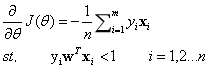 ∂/∂θ J(θ) = −1/n ∑_{i=1}^{m} y_i x_i
st. y_i w^T x_i < 1 i = 1,2...n